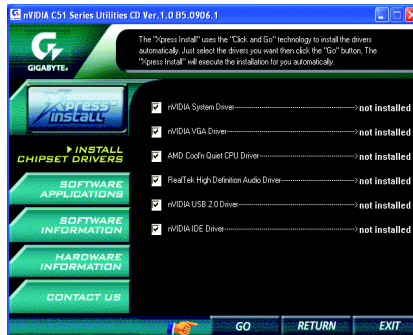 nVIDIA C51 Series Utilities CD Ver.1.0 B5.0906.1
GIGABYTE™
The "Xpress Install" uses the "Click and Go" technology to install the drivers
automatically. Just select the drivers you want then click the "Go" button, The
"Xpress Install" will execute the installation for you automatically.
Xpress™
Install
INSTALL
CHIPSET DRIVERS
SOFTWARE
APPLICATIONS
SOFTWARE
INFORMATION
HARDWARE
INFORMATION
CONTACT US
nVIDIA System Driver not installed
nVIDIA VGA Driver not installed
AMD Cool'n Quiet CPU Driver not installed
RealTek High Definition Audio Driver not installed
nVIDIA USB 2.0 Driver not installed
nVIDIA IDE Driver not installed
GO
RETURN
EXIT